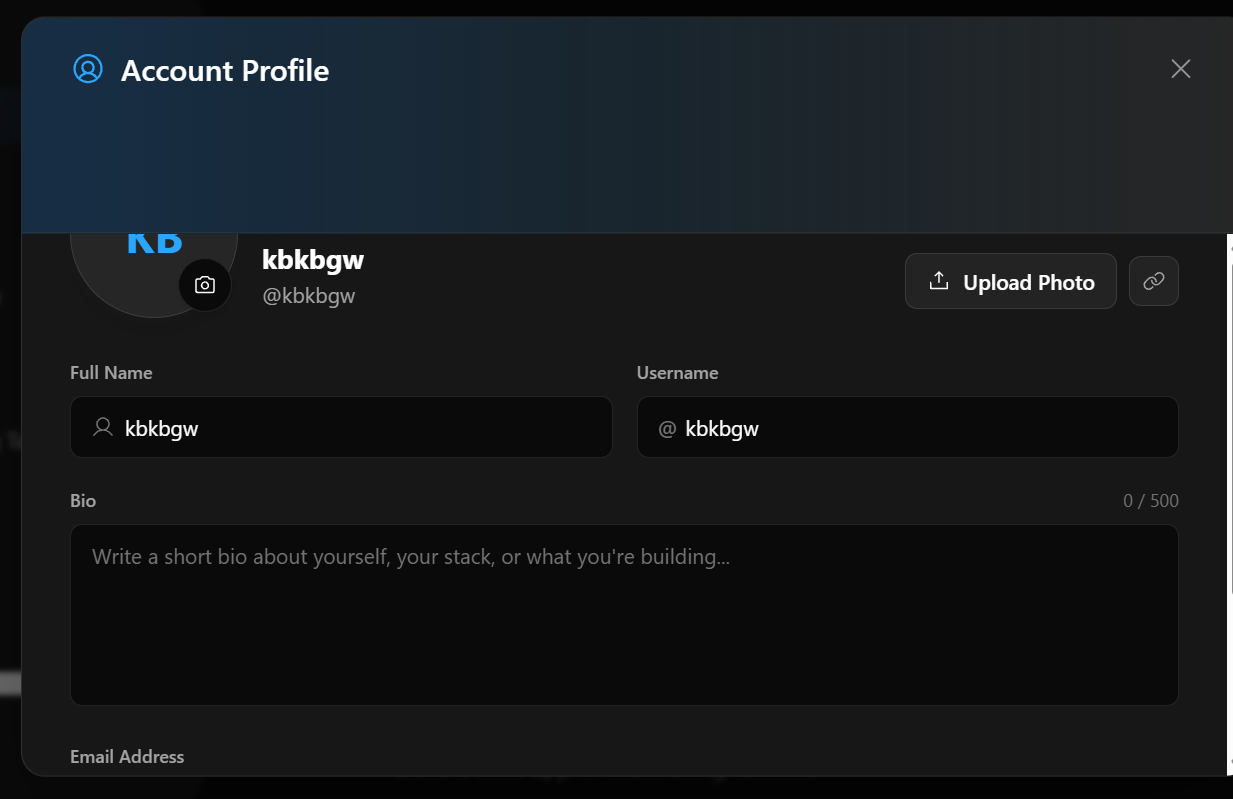 Account Profile
KB
kbkbgw
@kbkbgw
Upload Photo
Full Name
Username
kbkbgw
@ kbkbgw
Bio
0 / 500
Write a short bio about yourself, your stack, or what you're building...
Email Address